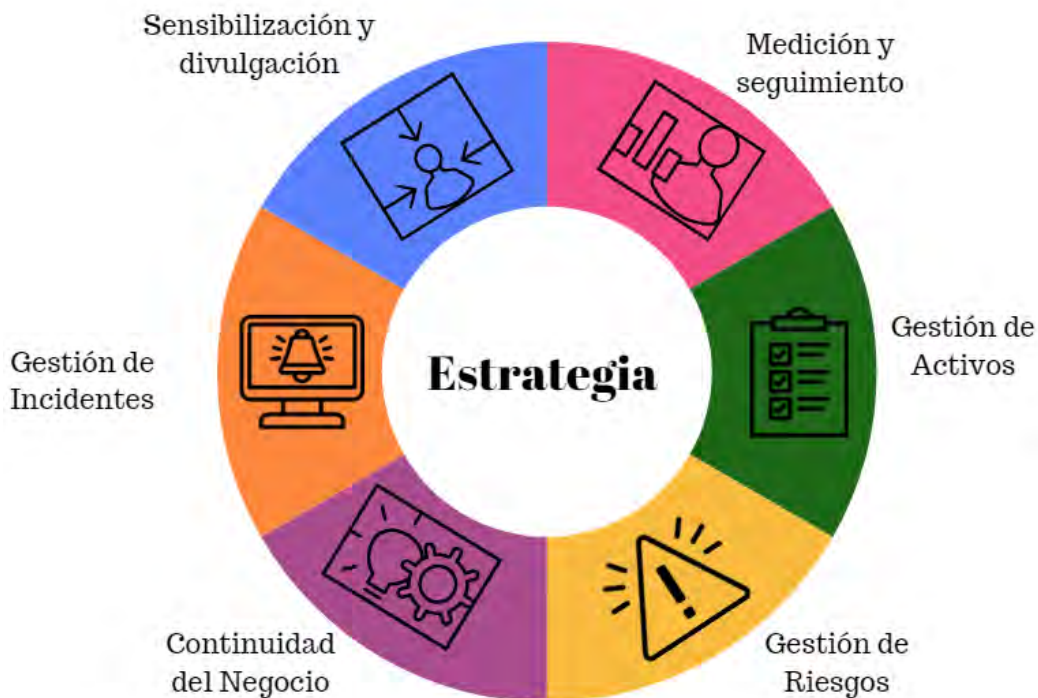 Sensibilización y
divulgación
Medición y
seguimiento
Gestión de
Activos
Gestión de
Incidentes
Estrategia
Continuidad
del Negocio
Gestión de
Riesgos